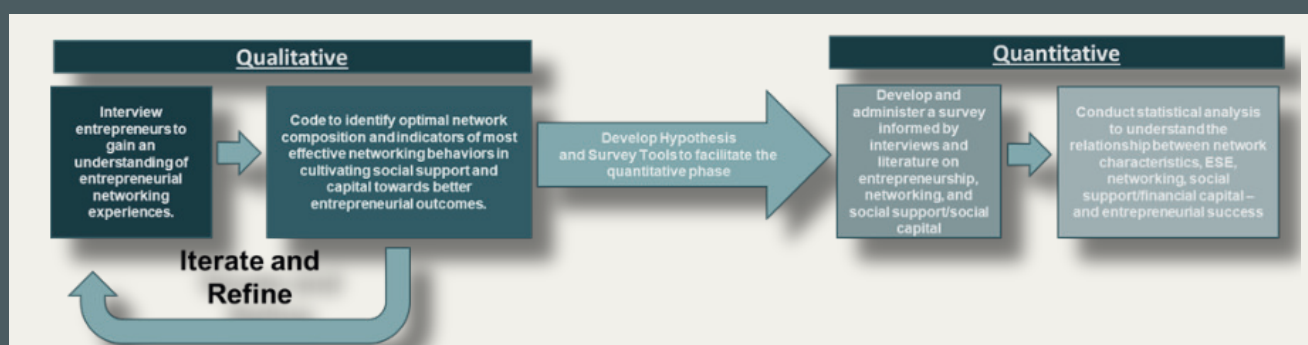 Qualitative
Interview
entrepreneurs to
gain an
understanding of
entrepreneurial
networking
experiences.
Code to identify optimal network
composition and indicators of most
effective networking behaviors in
cultivating social support and
capital towards better
entrepreneurial outcomes.
Iterate and
Refine
Develop Hypothesis
and Survey Tools to facilitate the
quantitative phase
Quantitative
Develop and
administer a survey
informed by
interviews and
literature on
entrepreneurship,
networking, and
social support/social
capital
Conduct statistical analysis
to understand the
relationship between network
characteristics, ESE,
networking, social
support/financial capital –
and entrepreneurial success